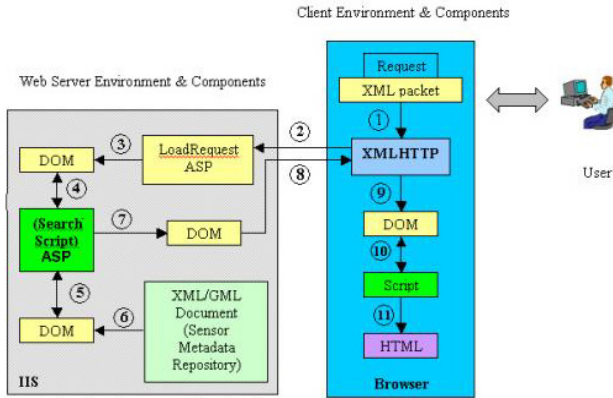 Client Environment & Components
Web Server Environment & Components
Request
XML packet
1
2
3
LoadRequest
ASP
DOM
XMLHTTP
User
4
8
9
(Search
Script)
ASP
7
DOM
DOM
10
5
XML/GML
Document
(Sensor
Metadata
Repository)
Script
6
DOM
11
HTML
IIS
Browser